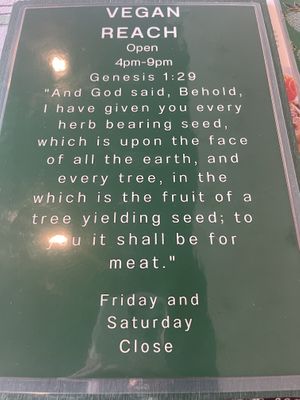 VEGAN
REACH
Open
4pm-9pm
Genesis 1:29
"And God said, Behold,
I have given you every
herb bearing seed,
which is upon the face
of all the earth, and
every tree, in the
which is the fruit of a
tree yielding seed; to
you it shall be for
meat."
Friday and
Saturday
Close